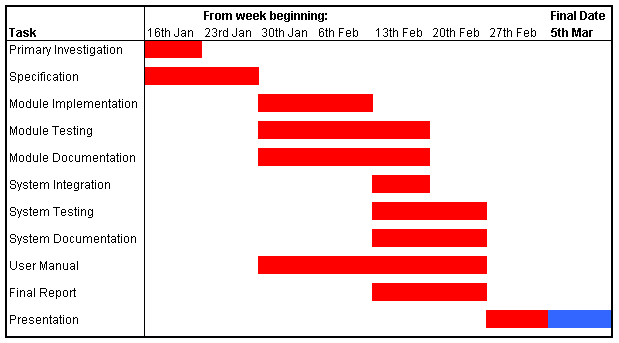 From week beginning: Final Date
Task 16th Jan 23rd Jan 30th Jan 6th Feb 13th Feb 20th Feb 27th Feb 5th Mar
Primary Investigation
Specification
Module Implementation
Module Testing
Module Documentation
System Integration
System Testing
System Documentation
User Manual
Final Report
Presentation